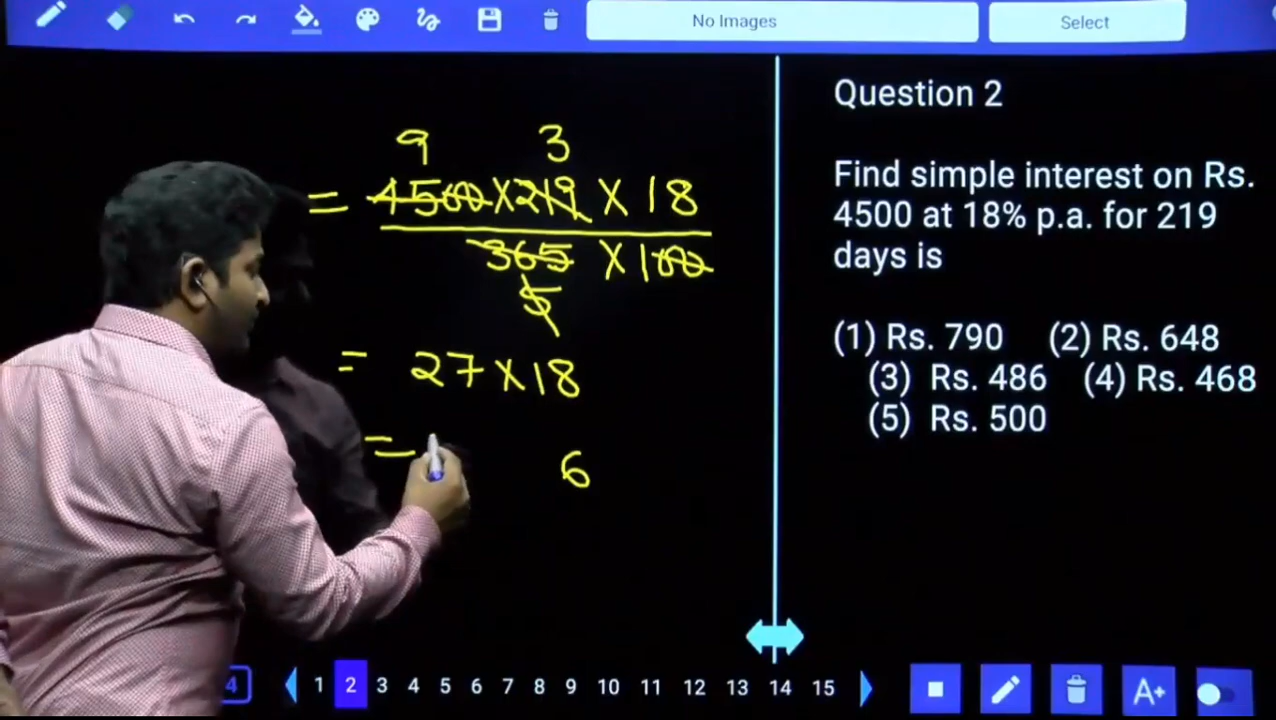 No Images
Select
9 3
= 4500 X 219 X 18
365 X 100
5
= 27 X 18
= 6
Question 2
Find simple interest on Rs.
4500 at 18% p.a. for 219
days is
(1) Rs. 790 (2) Rs. 648
(3) Rs. 486 (4) Rs. 468
(5) Rs. 500
4 1 2 3 4 5 6 7 8 9 10 11 12 13 14 15
A+